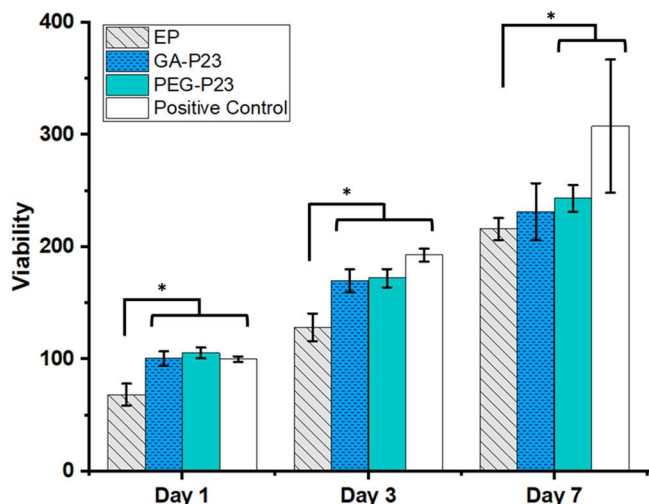 400
300
200
100
0
Viability
EP
GA-P23
PEG-P23
Positive Control
*
*
*
Day 1
Day 3
Day 7